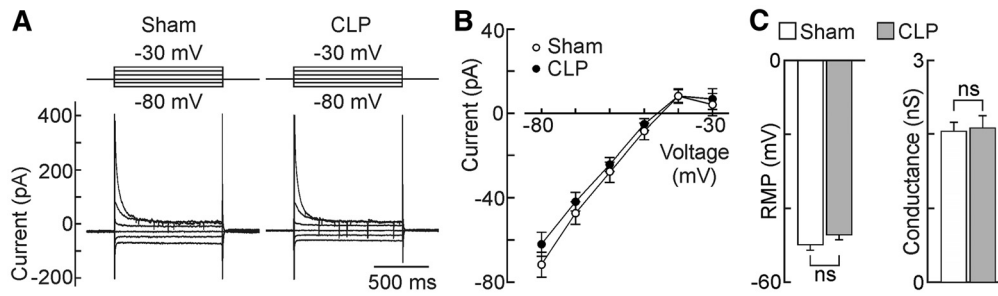 A
Sham
CLP
-30 mV
-30 mV
-80 mV
-80 mV
Current (pA)
400
200
0
-200
500 ms
B
Sham
CLP
Current (pA)
40
0
-40
-80
-80
-30
Voltage
(mV)
C
Sham
CLP
RMP (mV)
0
-60
ns
Conductance (nS)
3
0
ns